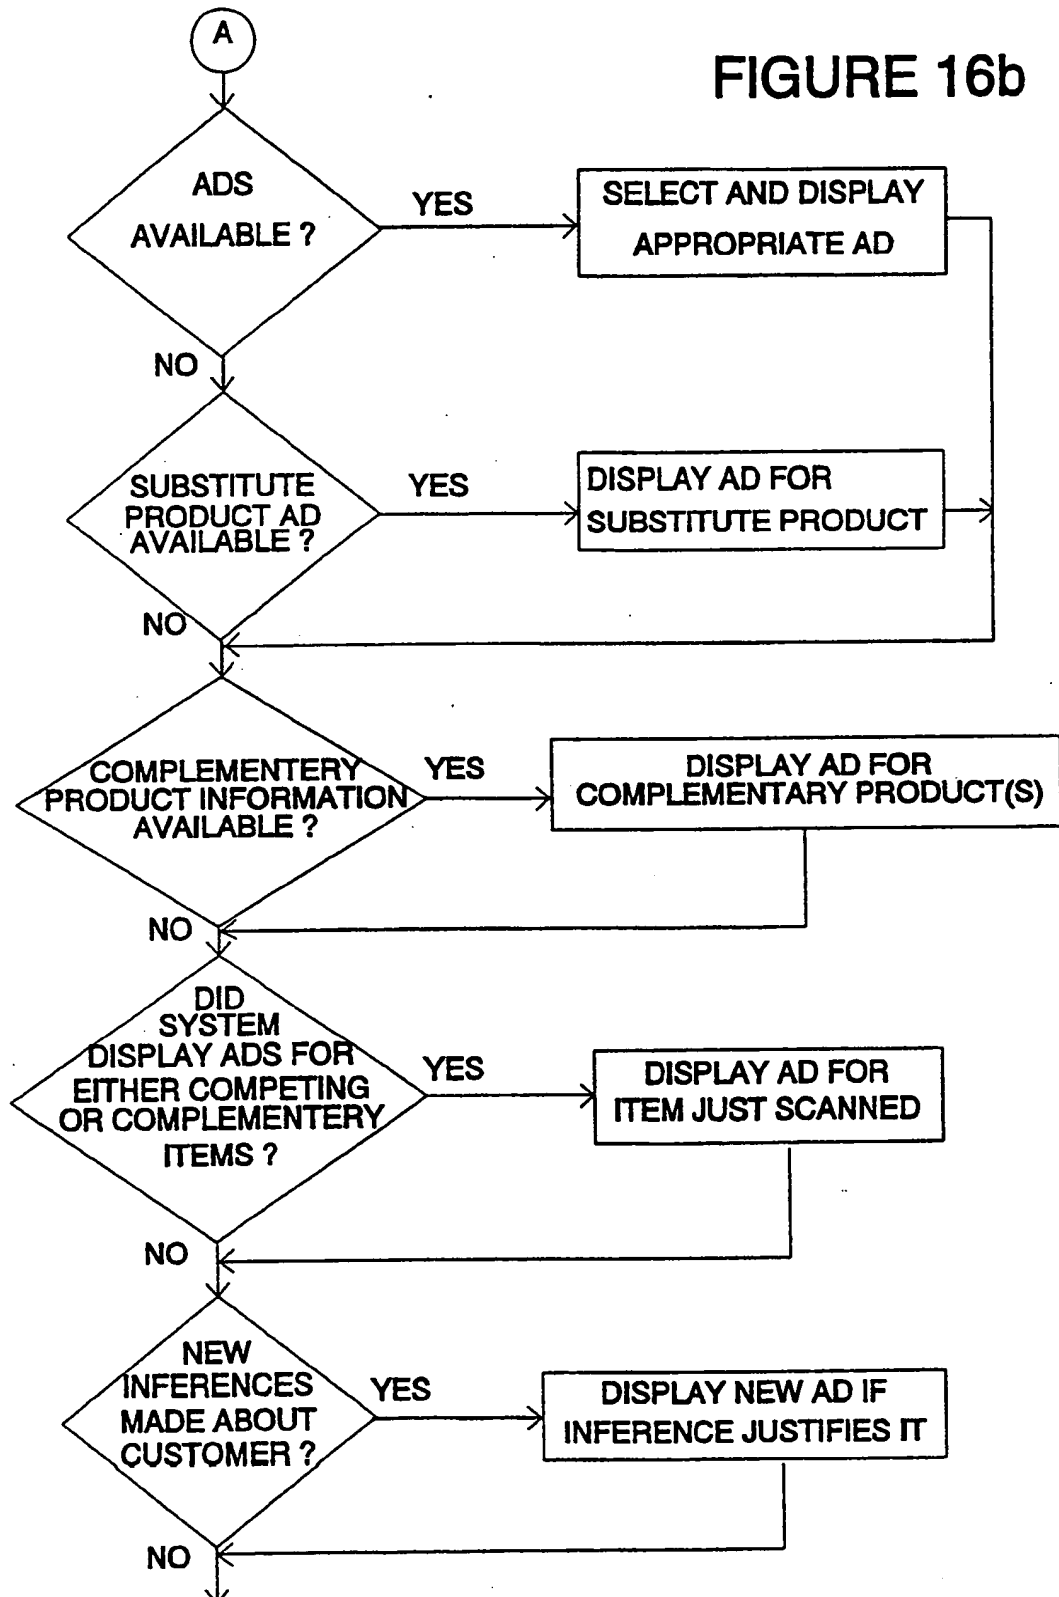 A
FIGURE 16b
ADS
AVAILABLE ?
YES
SELECT AND DISPLAY
APPROPRIATE AD
NO
SUBSTITUTE
PRODUCT AD
AVAILABLE ?
YES
DISPLAY AD FOR
SUBSTITUTE PRODUCT
NO
COMPLEMENTERY
PRODUCT INFORMATION
AVAILABLE ?
YES
DISPLAY AD FOR
COMPLEMENTARY PRODUCT(S)
NO
DID
SYSTEM
DISPLAY ADS FOR
EITHER COMPETING
OR COMPLEMENTERY
ITEMS ?
YES
DISPLAY AD FOR
ITEM JUST SCANNED
NO
NEW
INFERENCES
MADE ABOUT
CUSTOMER ?
YES
DISPLAY NEW AD IF
INFERENCE JUSTIFIES IT
NO